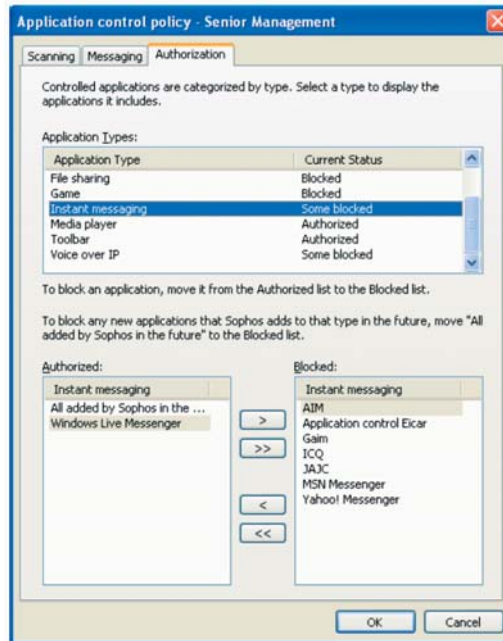 Application control policy - Senior Management
Scanning Messaging Authorization
Controlled applications are categorized by type. Select a type to display the
applications it includes.
Application Types:
Application Type Current Status
File sharing Blocked
Game Blocked
Instant messaging Some blocked
Media player Authorized
Toolbar Authorized
Voice over IP Some blocked
To block an application, move it from the Authorized list to the Blocked list.
To block any new applications that Sophos adds to that type in the future, move "All
added by Sophos in the future" to the Blocked list.
Authorized:
Instant messaging
All added by Sophos in the ...
Windows Live Messenger
>
>>
<
<<
Blocked:
Instant messaging
AIM
Application control Eicar
Gaim
ICQ
JAJC
MSN Messenger
Yahoo! Messenger
OK Cancel